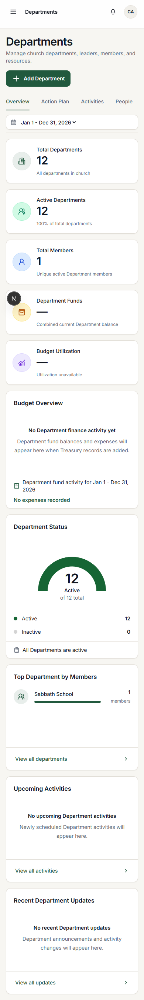 Departments
CA
Departments
Manage church departments, leaders, members, and
resources.
Add Department
Overview
Action Plan
Activities
People
Jan 1 - Dec 31, 2026
Total Departments
12
All departments in church
Active Departments
12
100% of total departments
Total Members
1
Unique active Department members
N
Department Funds
—
Combined current Department balance
Budget Utilization
—
Utilization unavailable
Budget Overview
No Department finance activity yet
Department fund balances and expenses will
appear here when Treasury records are added.
Department fund activity for Jan 1 - Dec 31,
2026
No expenses recorded
Department Status
12
Active
of 12 total
Active 12
Inactive 0
All Departments are active
Top Department by Members
Sabbath School
1
members
View all departments
Upcoming Activities
No upcoming Department activities
Newly scheduled Department activities will
appear here.
View all activities
Recent Department Updates
No recent Department updates
Department announcements and activity
changes will appear here.
View all updates